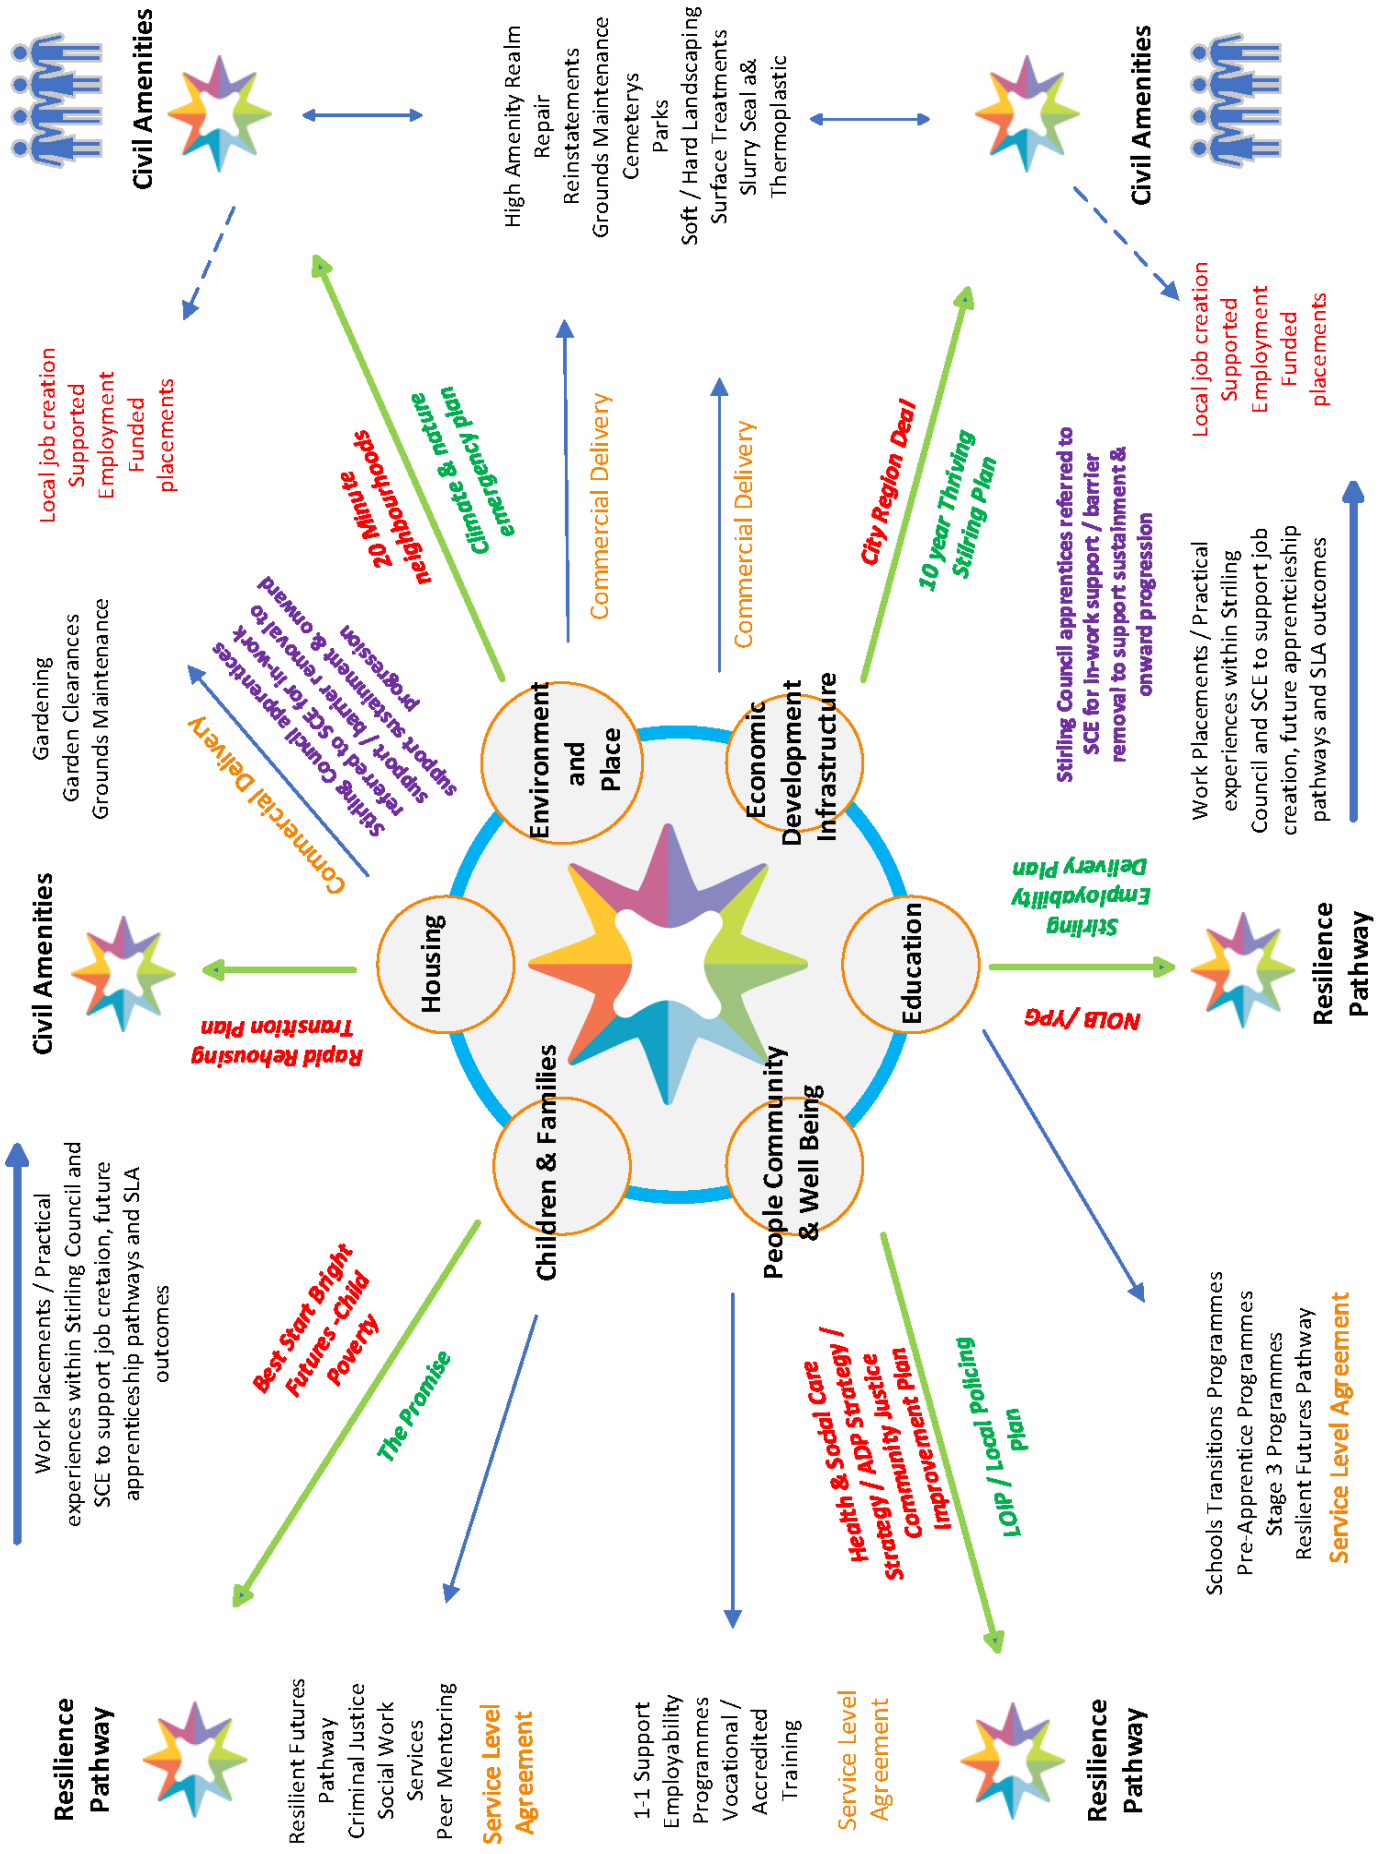 Resilience
Pathway
Work Placements / Practical
experiences within Stirling Council and
SCE to support job cretaion, future
apprenticeship pathways and SLA
outcomes
Civil Amenities
Gardening
Garden Clearances
Grounds Maintenance
Local job creation
Supported
Employment
Funded
placements
Civil Amenities
Best Start Bright
Futures -Child
Poverty
The Promise
Rapid Rehousing
Transition Plan
Commercial Delivery
Stirling Council apprentices
referred to SCE for in-work
support / barrier removal to
support sustainment & onward
progression
20 Minute
neighbourhoods
Climate & nature
emergency plan
Resilient Futures
Pathway
Criminal Justice
Social Work
Services
Peer Mentoring
Service Level
Agreement
Children & Families
Housing
Environment
and
Place
Commercial Delivery
High Amenity Realm
Repair
Reinstatements
Grounds Maintenance
Cemeterys
Parks
Soft / Hard Landscaping
Surface Treatments
Slurry Seal a&
Thermoplastic
1-1 Support
Employability
Programmes
Vocational /
Accredited
Training
Service Level
Agreement
People Community
& Well Being
Education
Economic
Development
Infrastructure
Commercial Delivery
Health & Social Care
Strategy / ADP Strategy /
Community Justice
Improvement Plan
LOIP / Local Policing
Plan
NOLB /YPG
Stirling
Employability
Delivery Plan
City Region Deal
10 year Thriving
Stilring Plan
Stirling Council apprentices referred to
SCE for in-work support / barrier
removal to support sustainment &
onward progression
Resilience
Pathway
Schools Transitions Programmes
Pre-Apprentice Programmes
Stage 3 Programmes
Reslient Futures Pathway
Service Level Agreement
Resilience
Pathway
Work Placements / Practical
experiences within Striling
Council and SCE to support job
creation, future apprentcieship
pathways and SLA outcomes
Local job creation
Supported
Employment
Funded
placements
Civil Amenities